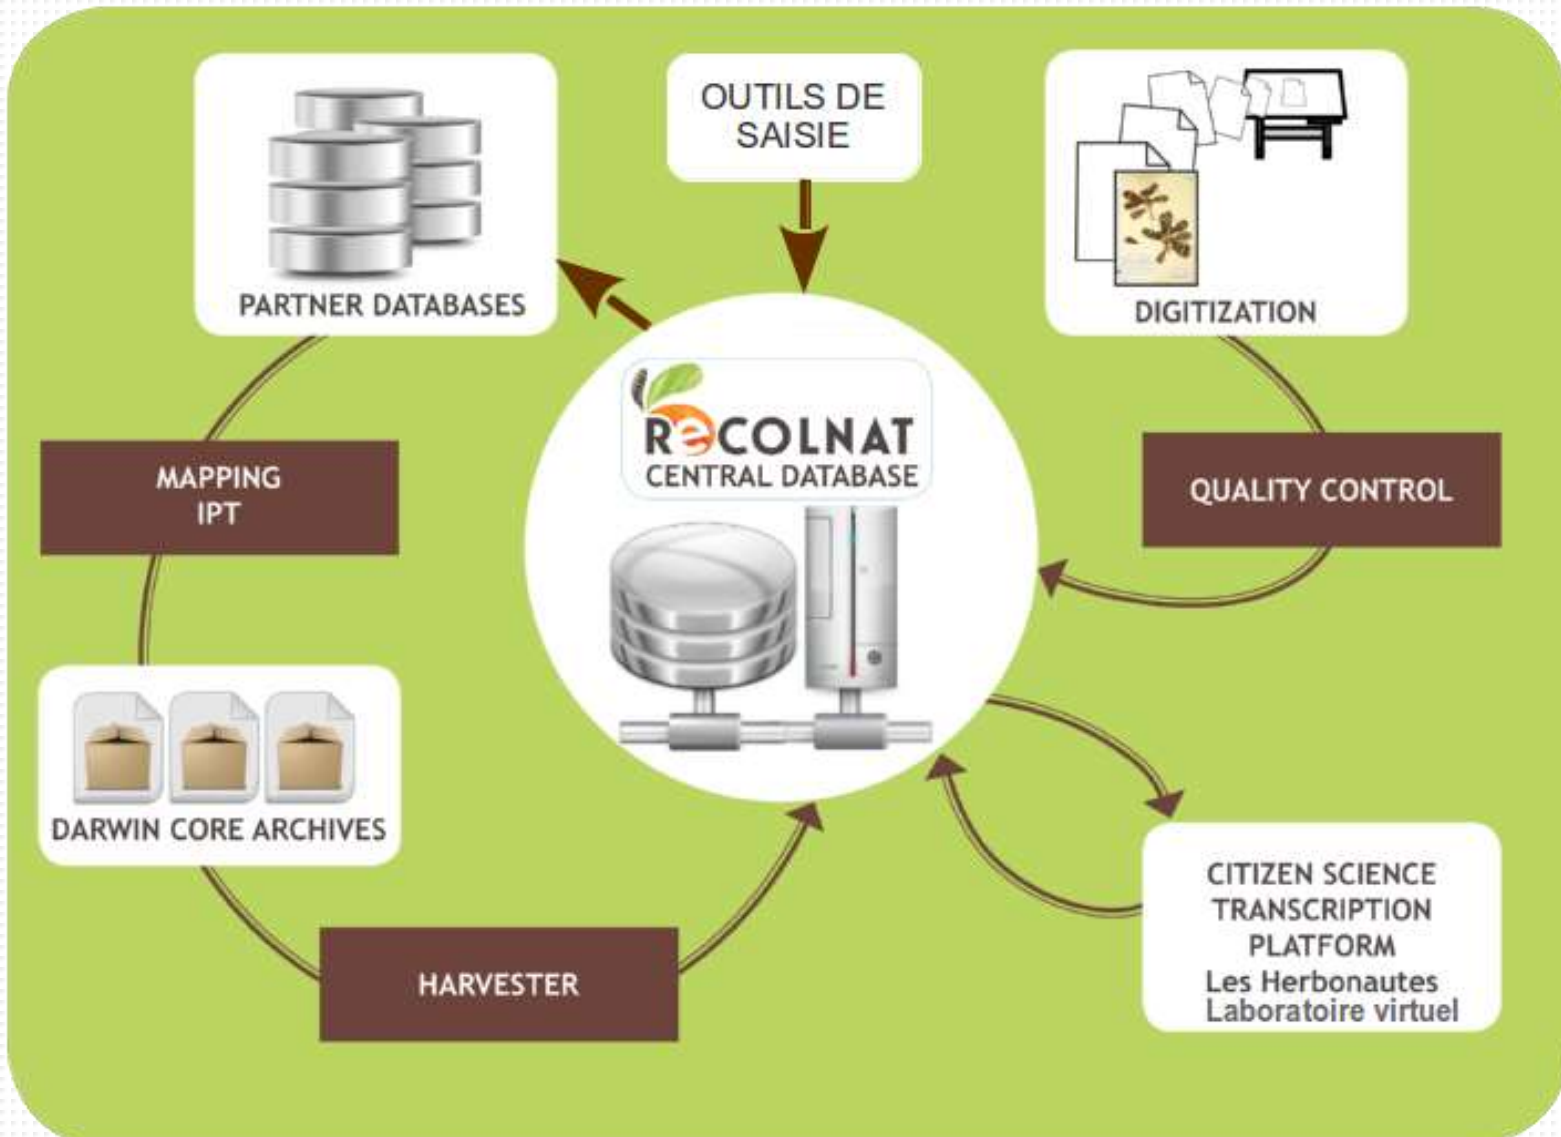 OUTILS DE
SAISIE
PARTNER DATABASES
DIGITIZATION
RECOLNAT
CENTRAL DATABASE
MAPPING
IPT
QUALITY CONTROL
DARWIN CORE ARCHIVES
HARVESTER
CITIZEN SCIENCE
TRANSCRIPTION
PLATFORM
Les Herbonautes
Laboratoire virtuel